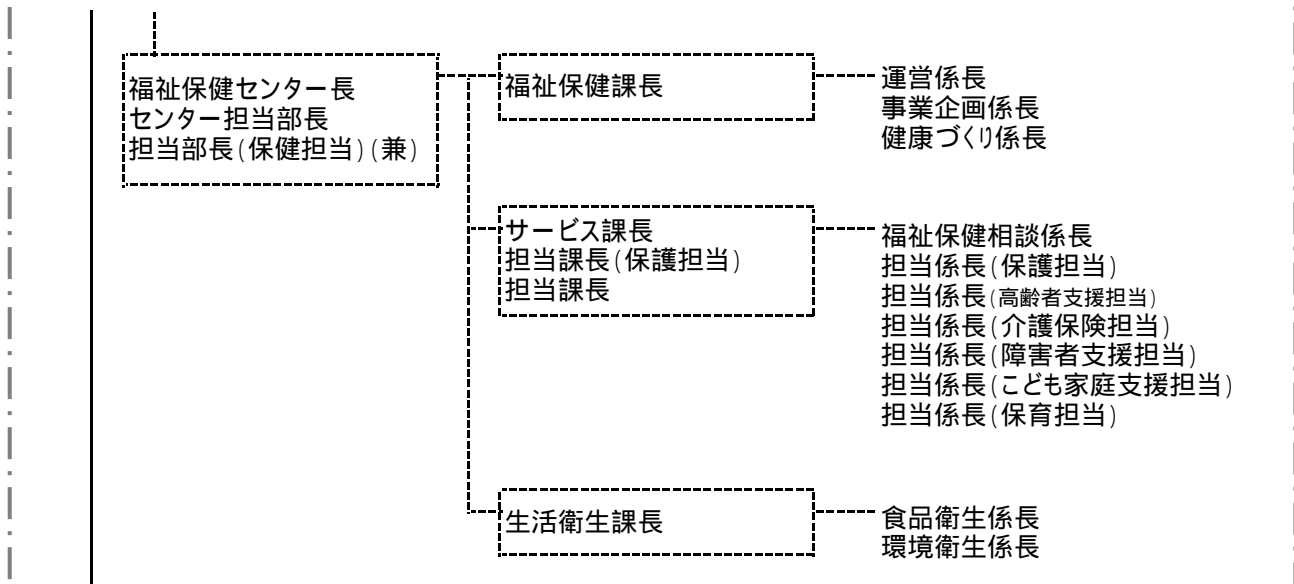 福祉保健センター長
センター担当部長
担当部長(保健担当)(兼)
福祉保健課長
運営係長
事業企画係長
健康づくり係長
サービス課長
担当課長(保護担当)
担当課長
福祉保健相談係長
担当係長(保護担当)
担当係長(高齢者支援担当)
担当係長(介護保険担当)
担当係長(障害者支援担当)
担当係長(こども家庭支援担当)
担当係長(保育担当)
生活衛生課長
食品衛生係長
環境衛生係長